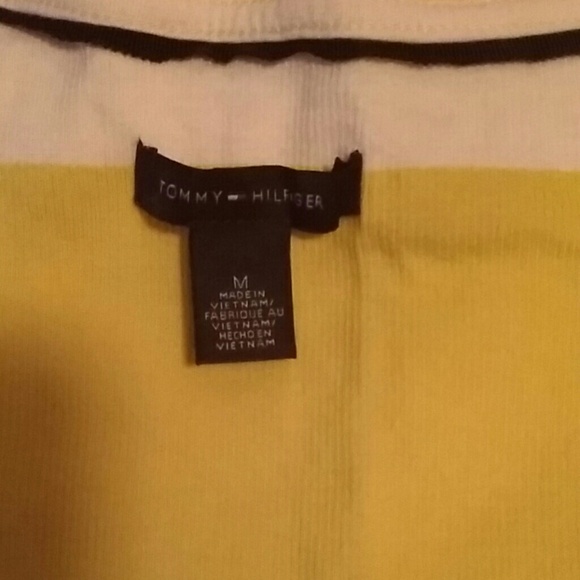 TOMMY HILFIGER
M
MADE IN
VIETNAM/
FABRIQUE AU
VIETNAM/
HECHO EN
VIETNAM